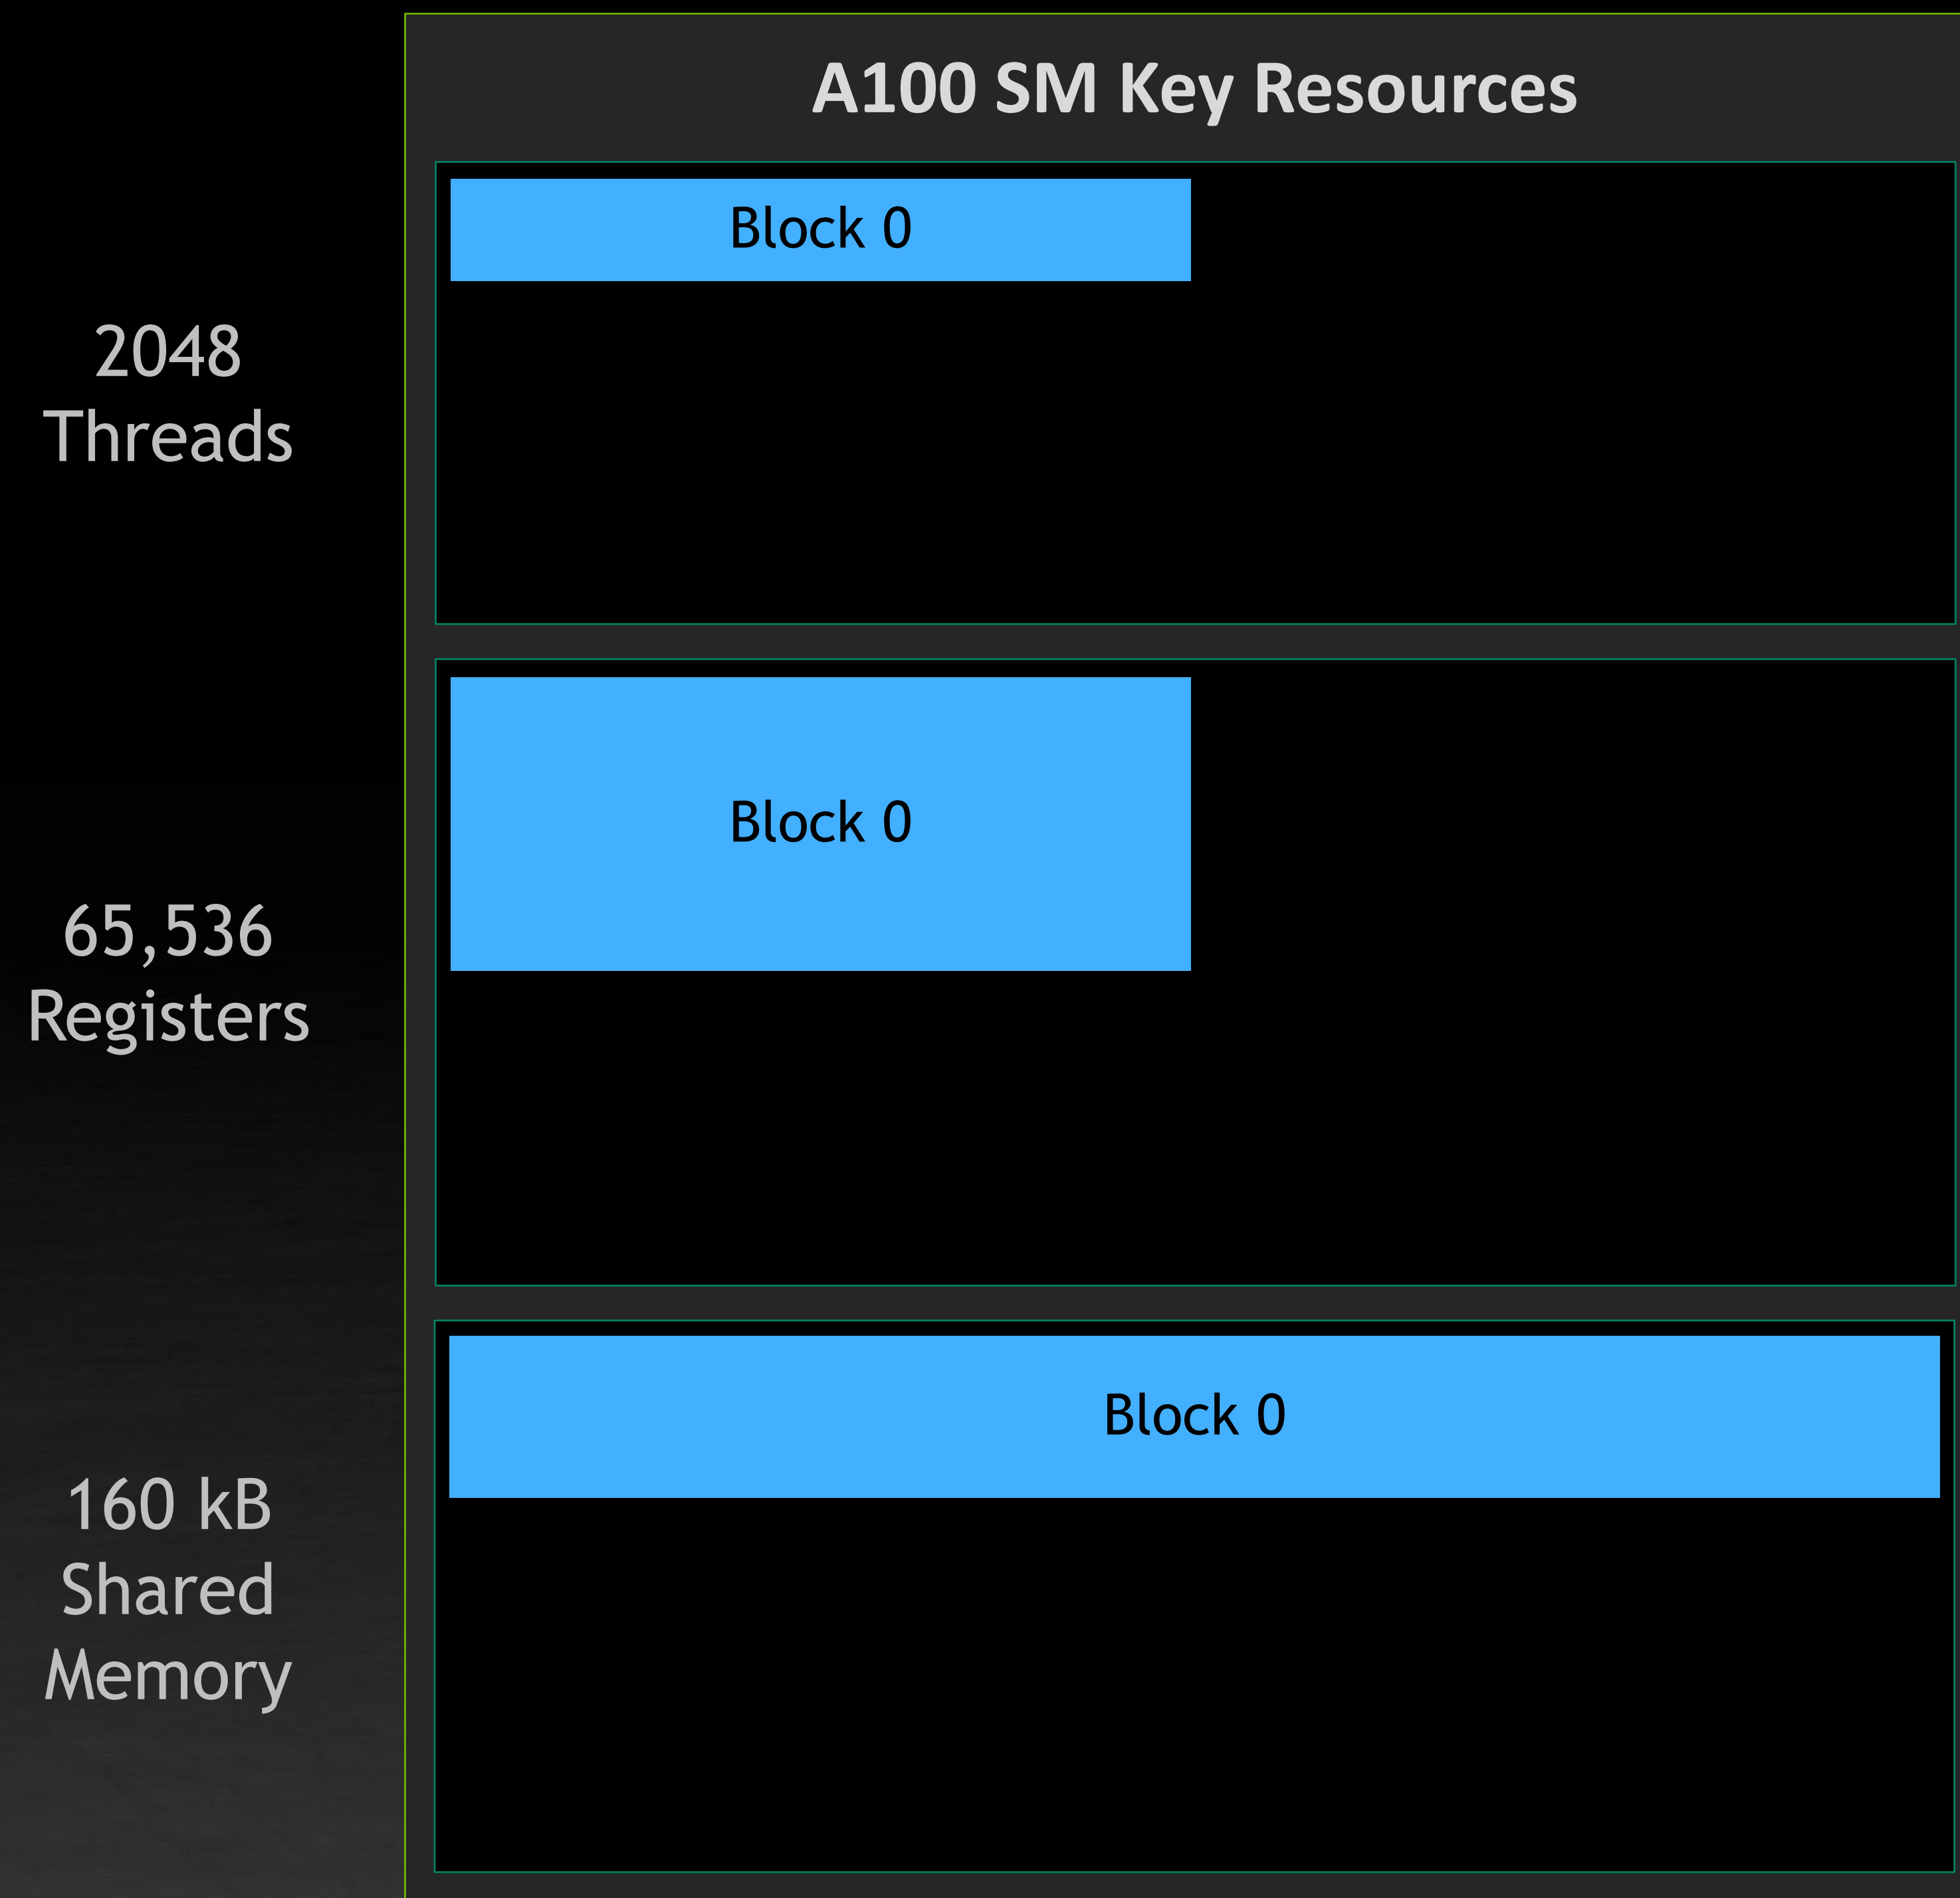 A100 SM Key Resources
2048
Threads
Block 0
65,536
Registers
Block 0
160 kB
Shared
Memory
Block 0